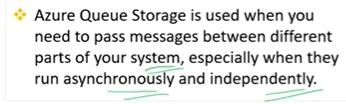 Azure Queue Storage is used when you
need to pass messages between different
parts of your system, especially when they
run asynchronously and independently.